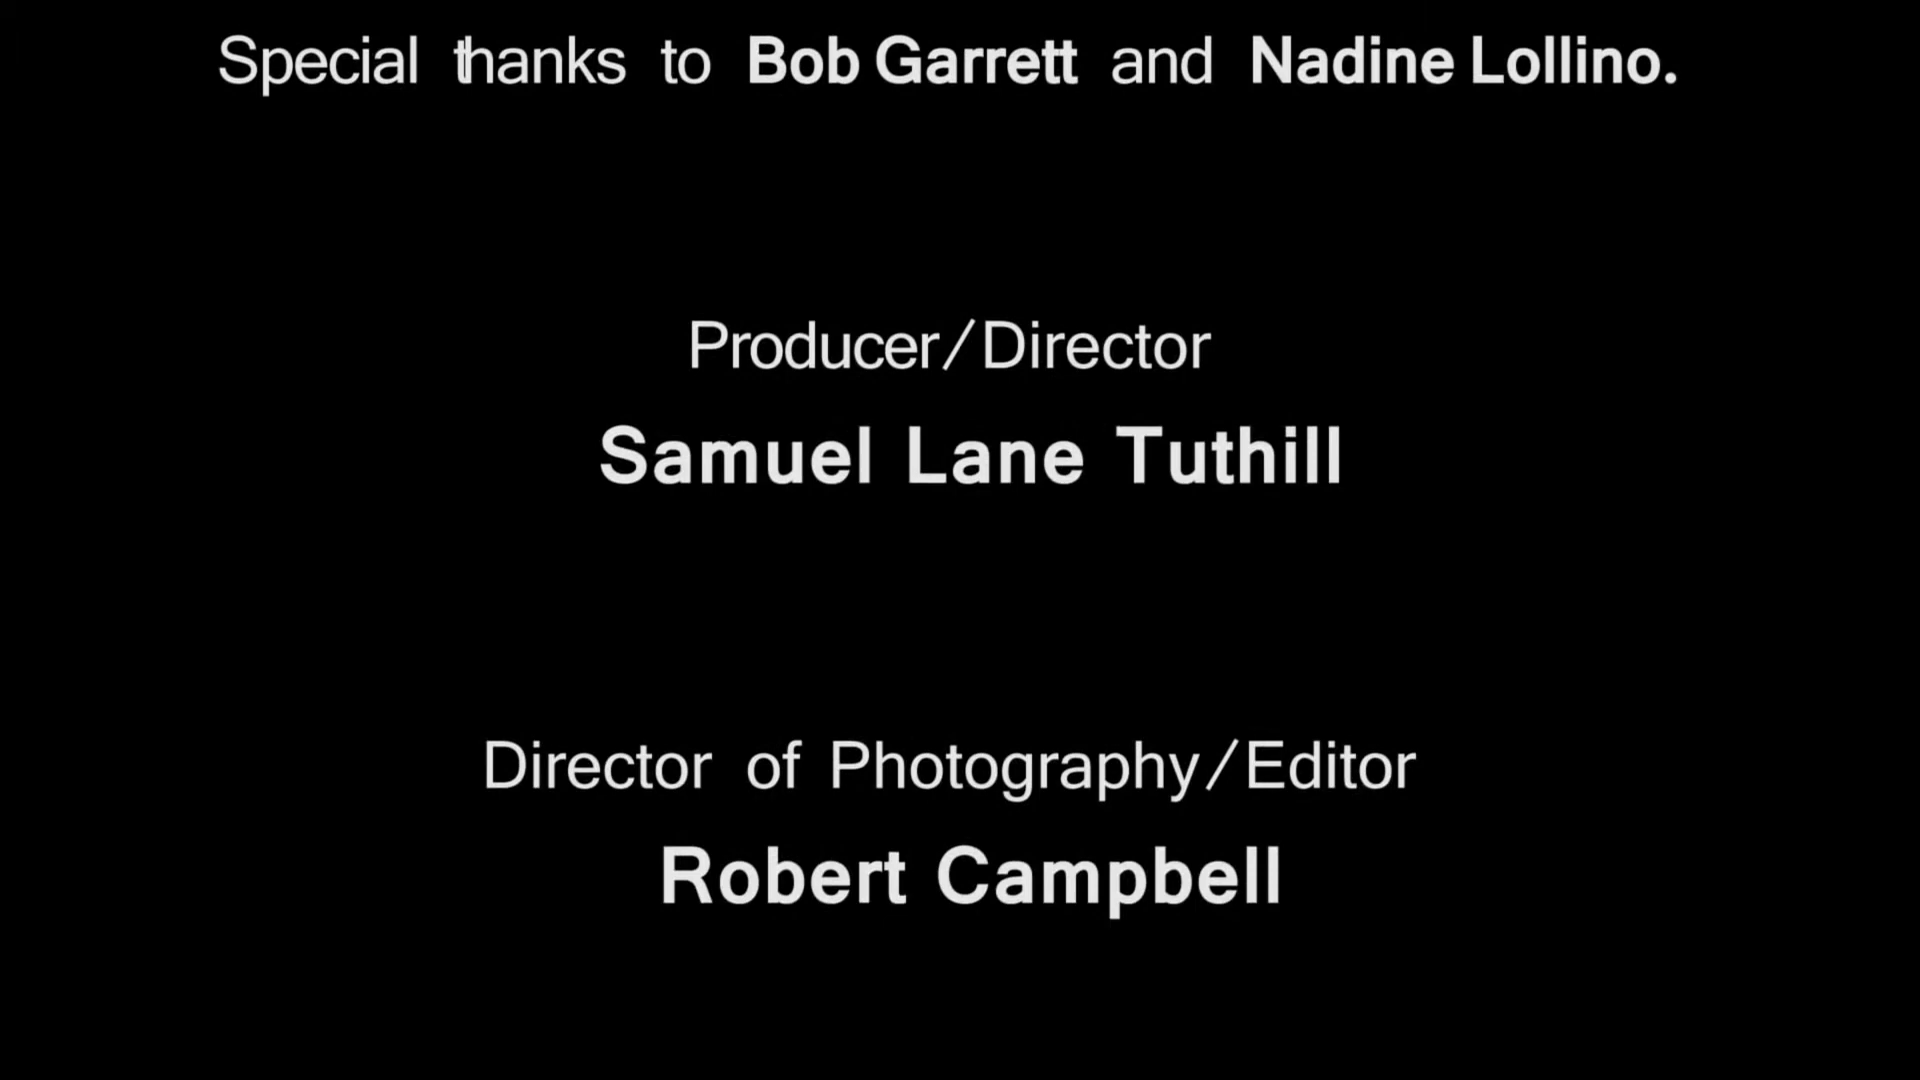 Special thanks to Bob Garrett and Nadine Lollino.
Producer/Director
Samuel Lane Tuthill
Director of Photography/Editor
Robert Campbell